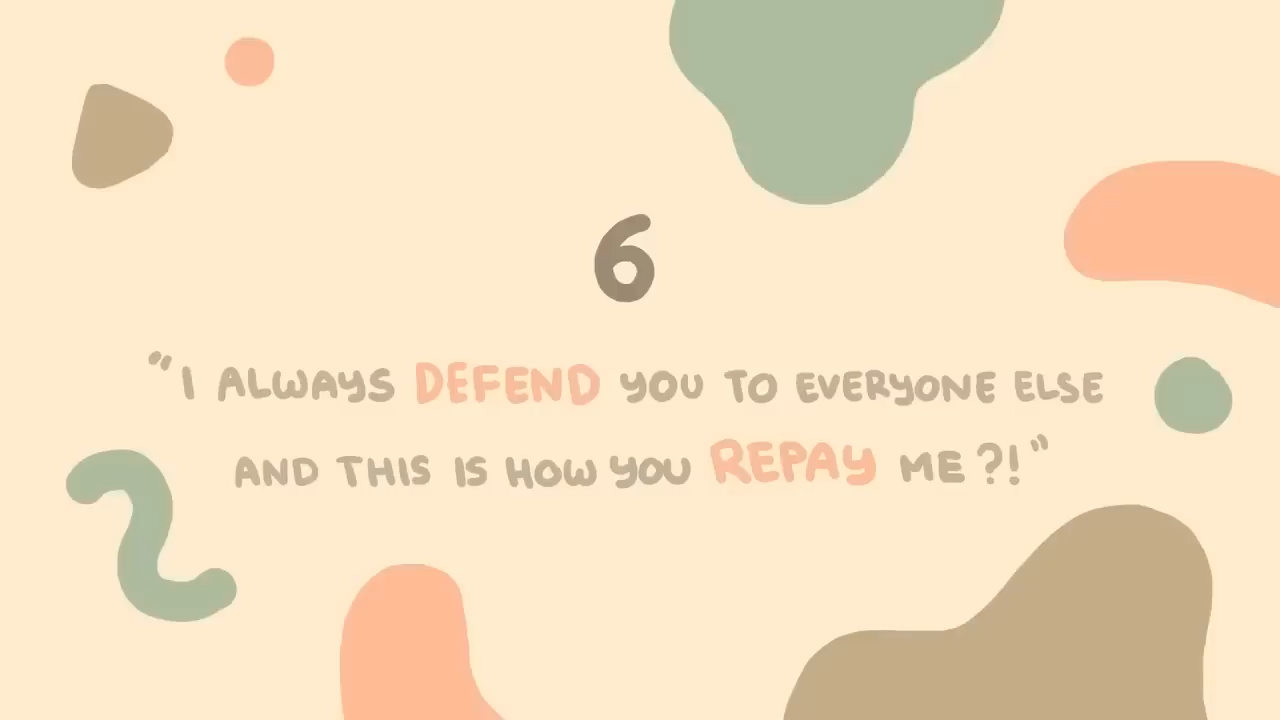 6
"I ALWAYS DEFEND YOU TO EVERYONE ELSE
AND THIS IS HOW YOU REPAY ME?!"